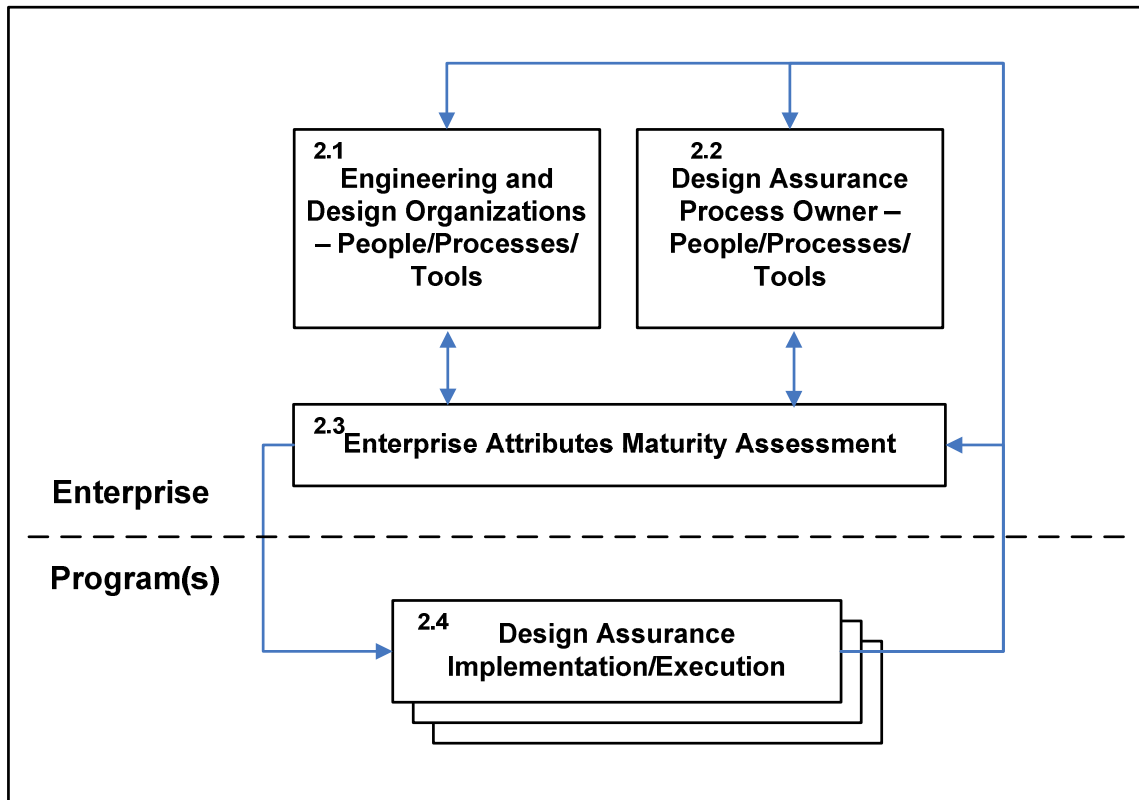 2.1
Engineering and
Design Organizations
– People/Processes/
Tools
2.2
Design Assurance
Process Owner –
People/Processes/
Tools
2.3 Enterprise Attributes Maturity Assessment
Enterprise
Program(s)
2.4
Design Assurance
Implementation/Execution